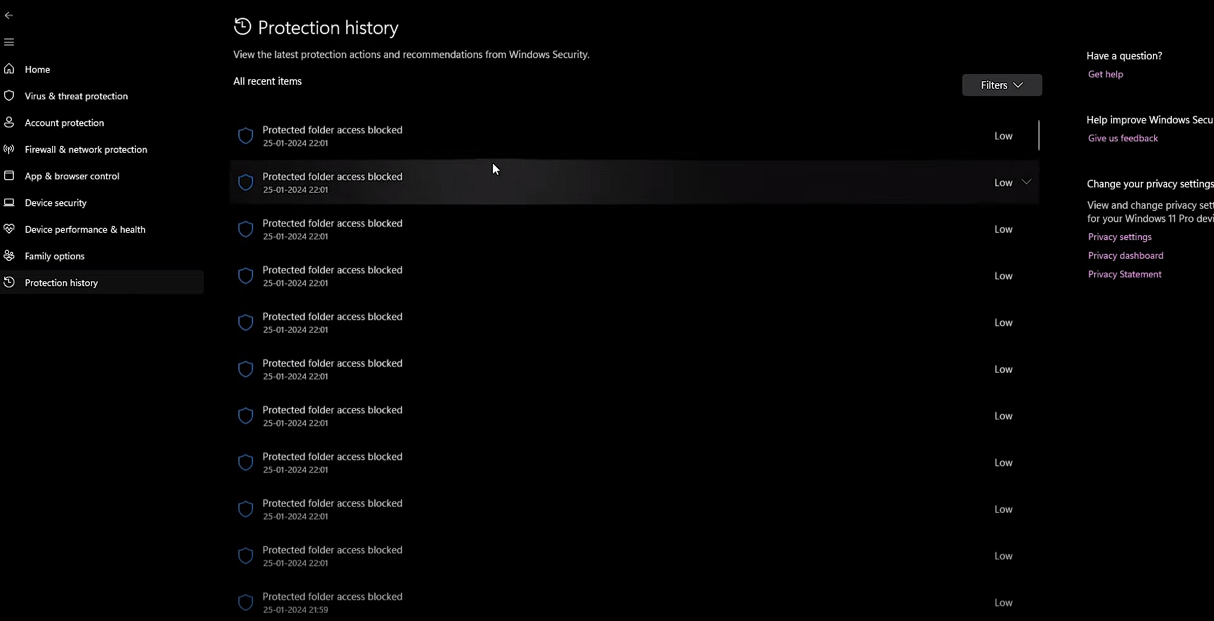 Protection history
View the latest protection actions and recommendations from Windows Security.
All recent items
Filters
Home
Virus & threat protection
Account protection
Firewall & network protection
App & browser control
Device security
Device performance & health
Family options
Protection history
Protected folder access blocked
25-01-2024 22:01
Low
Protected folder access blocked
25-01-2024 22:01
Low
Protected folder access blocked
25-01-2024 22:01
Low
Protected folder access blocked
25-01-2024 22:01
Low
Protected folder access blocked
25-01-2024 22:01
Low
Protected folder access blocked
25-01-2024 22:01
Low
Protected folder access blocked
25-01-2024 22:01
Low
Protected folder access blocked
25-01-2024 22:01
Low
Protected folder access blocked
25-01-2024 22:01
Low
Protected folder access blocked
25-01-2024 22:01
Low
Protected folder access blocked
25-01-2024 21:59
Low
Have a question?
Get help
Help improve Windows Secu
Give us feedback
Change your privacy settings
View and change privacy sett
for your Windows 11 Pro devi
Privacy settings
Privacy dashboard
Privacy Statement